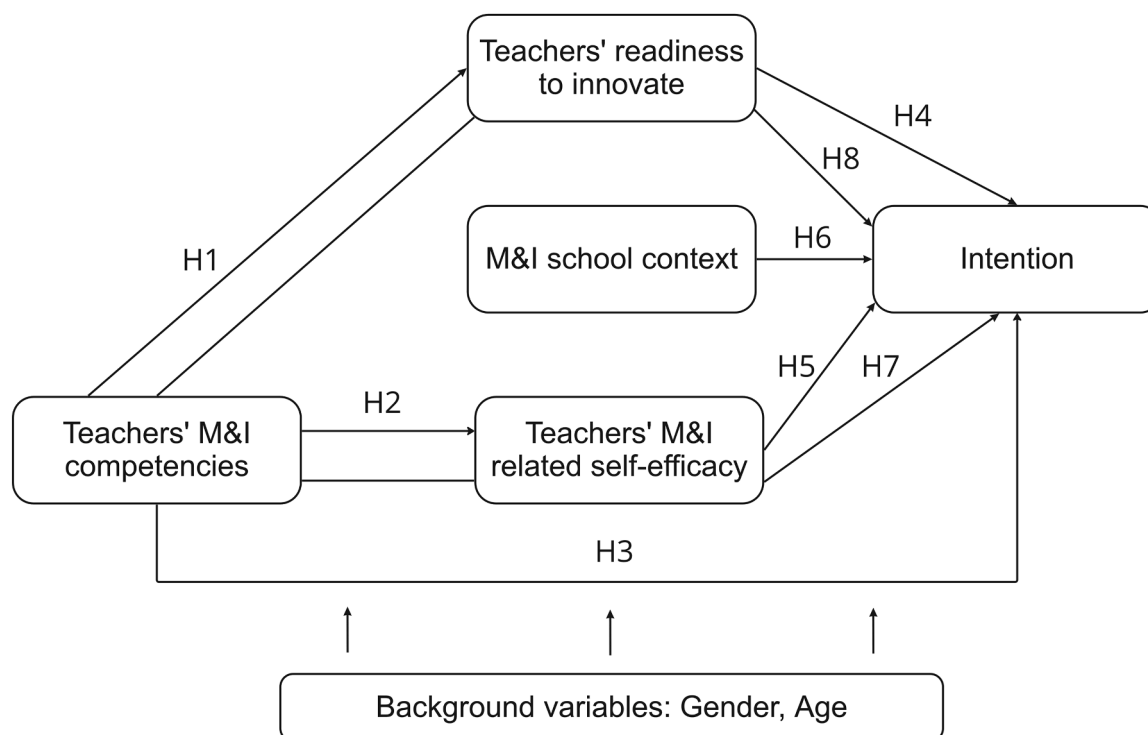 Teachers' readiness
to innovate
H4
H8
H1
M&I school context
H6
Intention
H5
H7
Teachers' M&I
competencies
H2
Teachers' M&I
related self-efficacy
H3
Background variables: Gender, Age